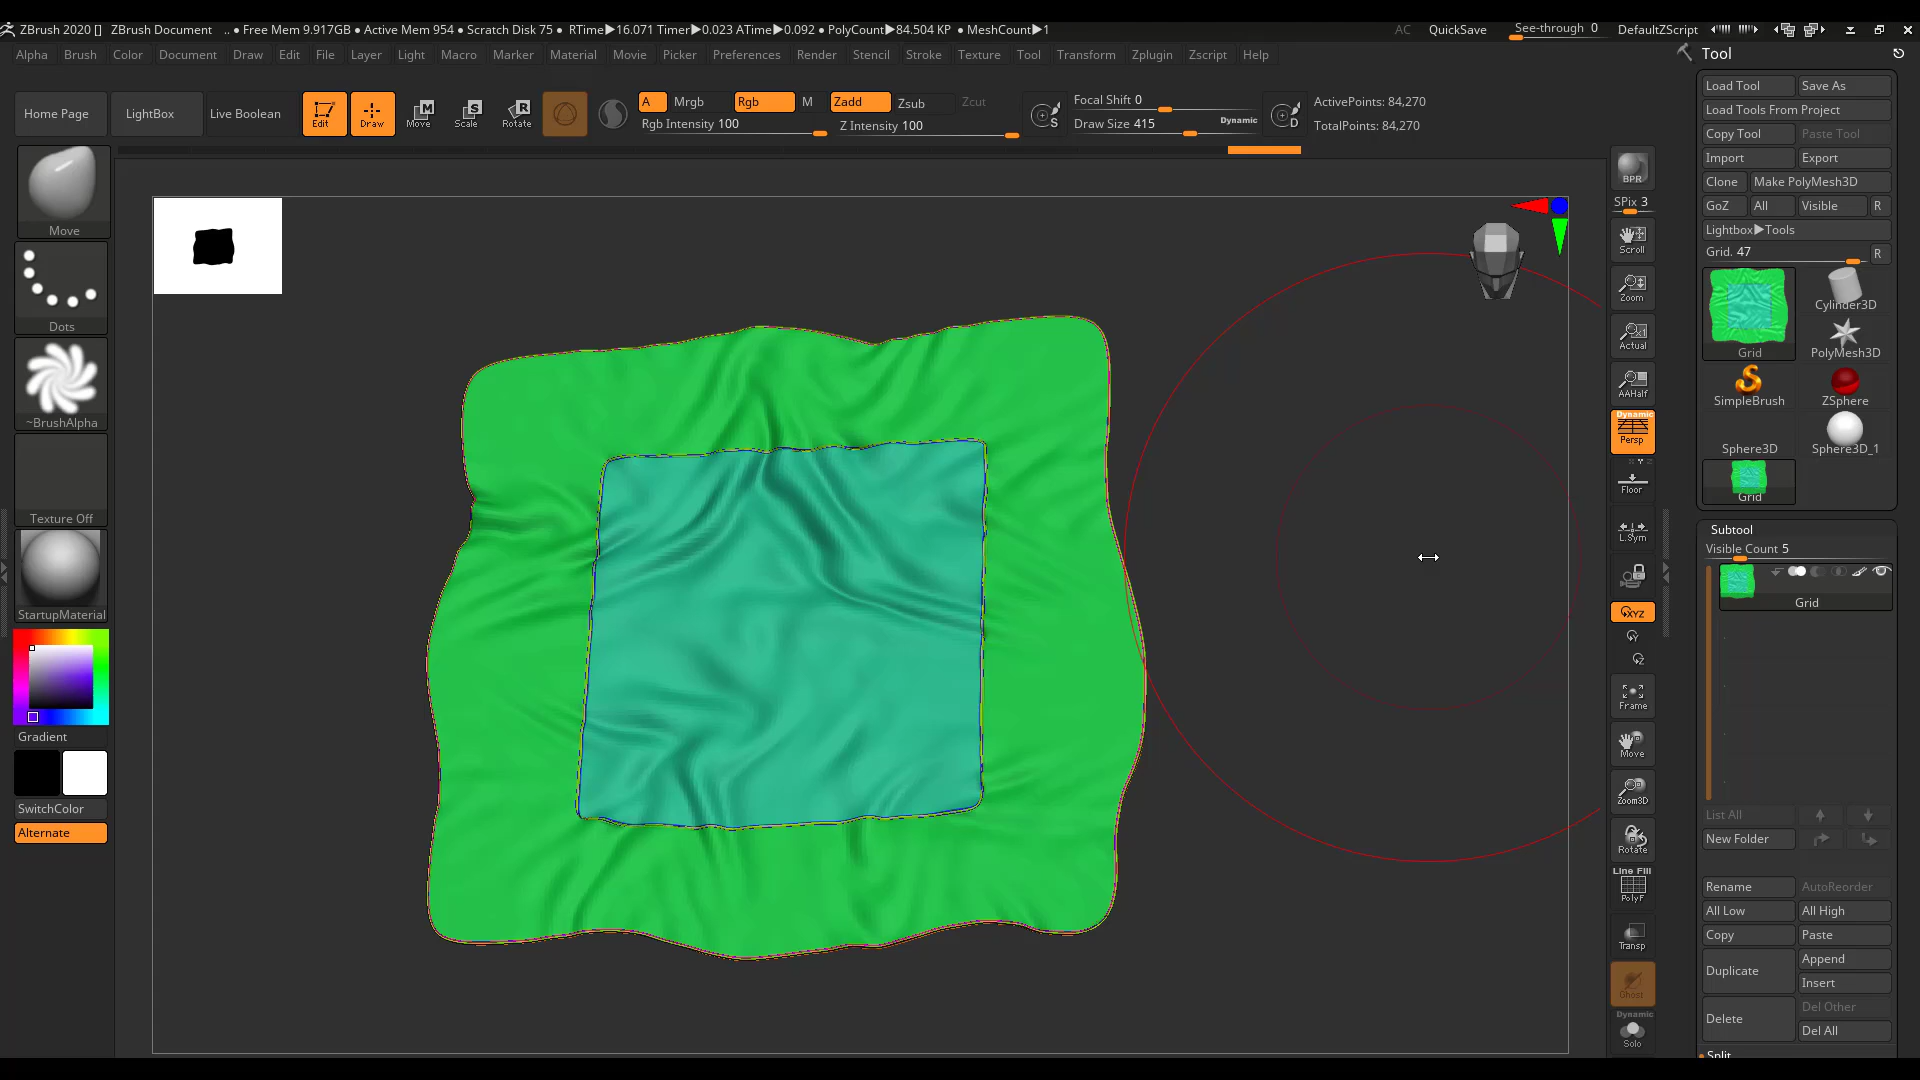 ZBrush 2020 [] ZBrush Document .. ● Free Mem 9.917GB ● Active Mem 954 ● Scratch Disk 75 ● RTime▶16.071 Timer▶0.023 ATime▶0.092 ● PolyCount▶84.504 KP ● MeshCount▶1 AC QuickSave See-through 0 DefaultZScript
Alpha Brush Color Document Draw Edit File Layer Light Macro Marker Material Movie Picker Preferences Render Stencil Stroke Texture Tool Transform Zplugin Zscript Help
Home Page LightBox Live Boolean Edit Draw Move Scale Rotate
A Mrgb Rgb M Zadd Zsub Zcut
Rgb Intensity 100 Z Intensity 100
S Focal Shift 0
Draw Size 415 Dynamic D
ActivePoints: 84,270
TotalPoints: 84,270
Move
Dots
~BrushAlpha
Texture Off
StartupMaterial
Gradient
SwitchColor
Alternate
BPR
SPix 3
Scroll
Zoom
Actual
AAHalf
Dynamic
Persp
Floor
L.Sym
XYZ
Y
Z
Frame
Move
Zoom3D
Rotate
Line Fill
PolyF
Transp
Ghost
Dynamic
Solo
Tool
Load Tool Save As
Load Tools From Project
Copy Tool Paste Tool
Import Export
Clone Make PolyMesh3D
GoZ All Visible R
Lightbox▶Tools
Grid. 47 R
Grid Cylinder3D
PolyMesh3D
SimpleBrush ZSphere
Sphere3D Sphere3D_1
Grid
Subtool
Visible Count 5
Grid
List All
New Folder
Rename AutoReorder
All Low All High
Copy Paste
Duplicate Append
Insert
Delete Del Other
Del All
Split